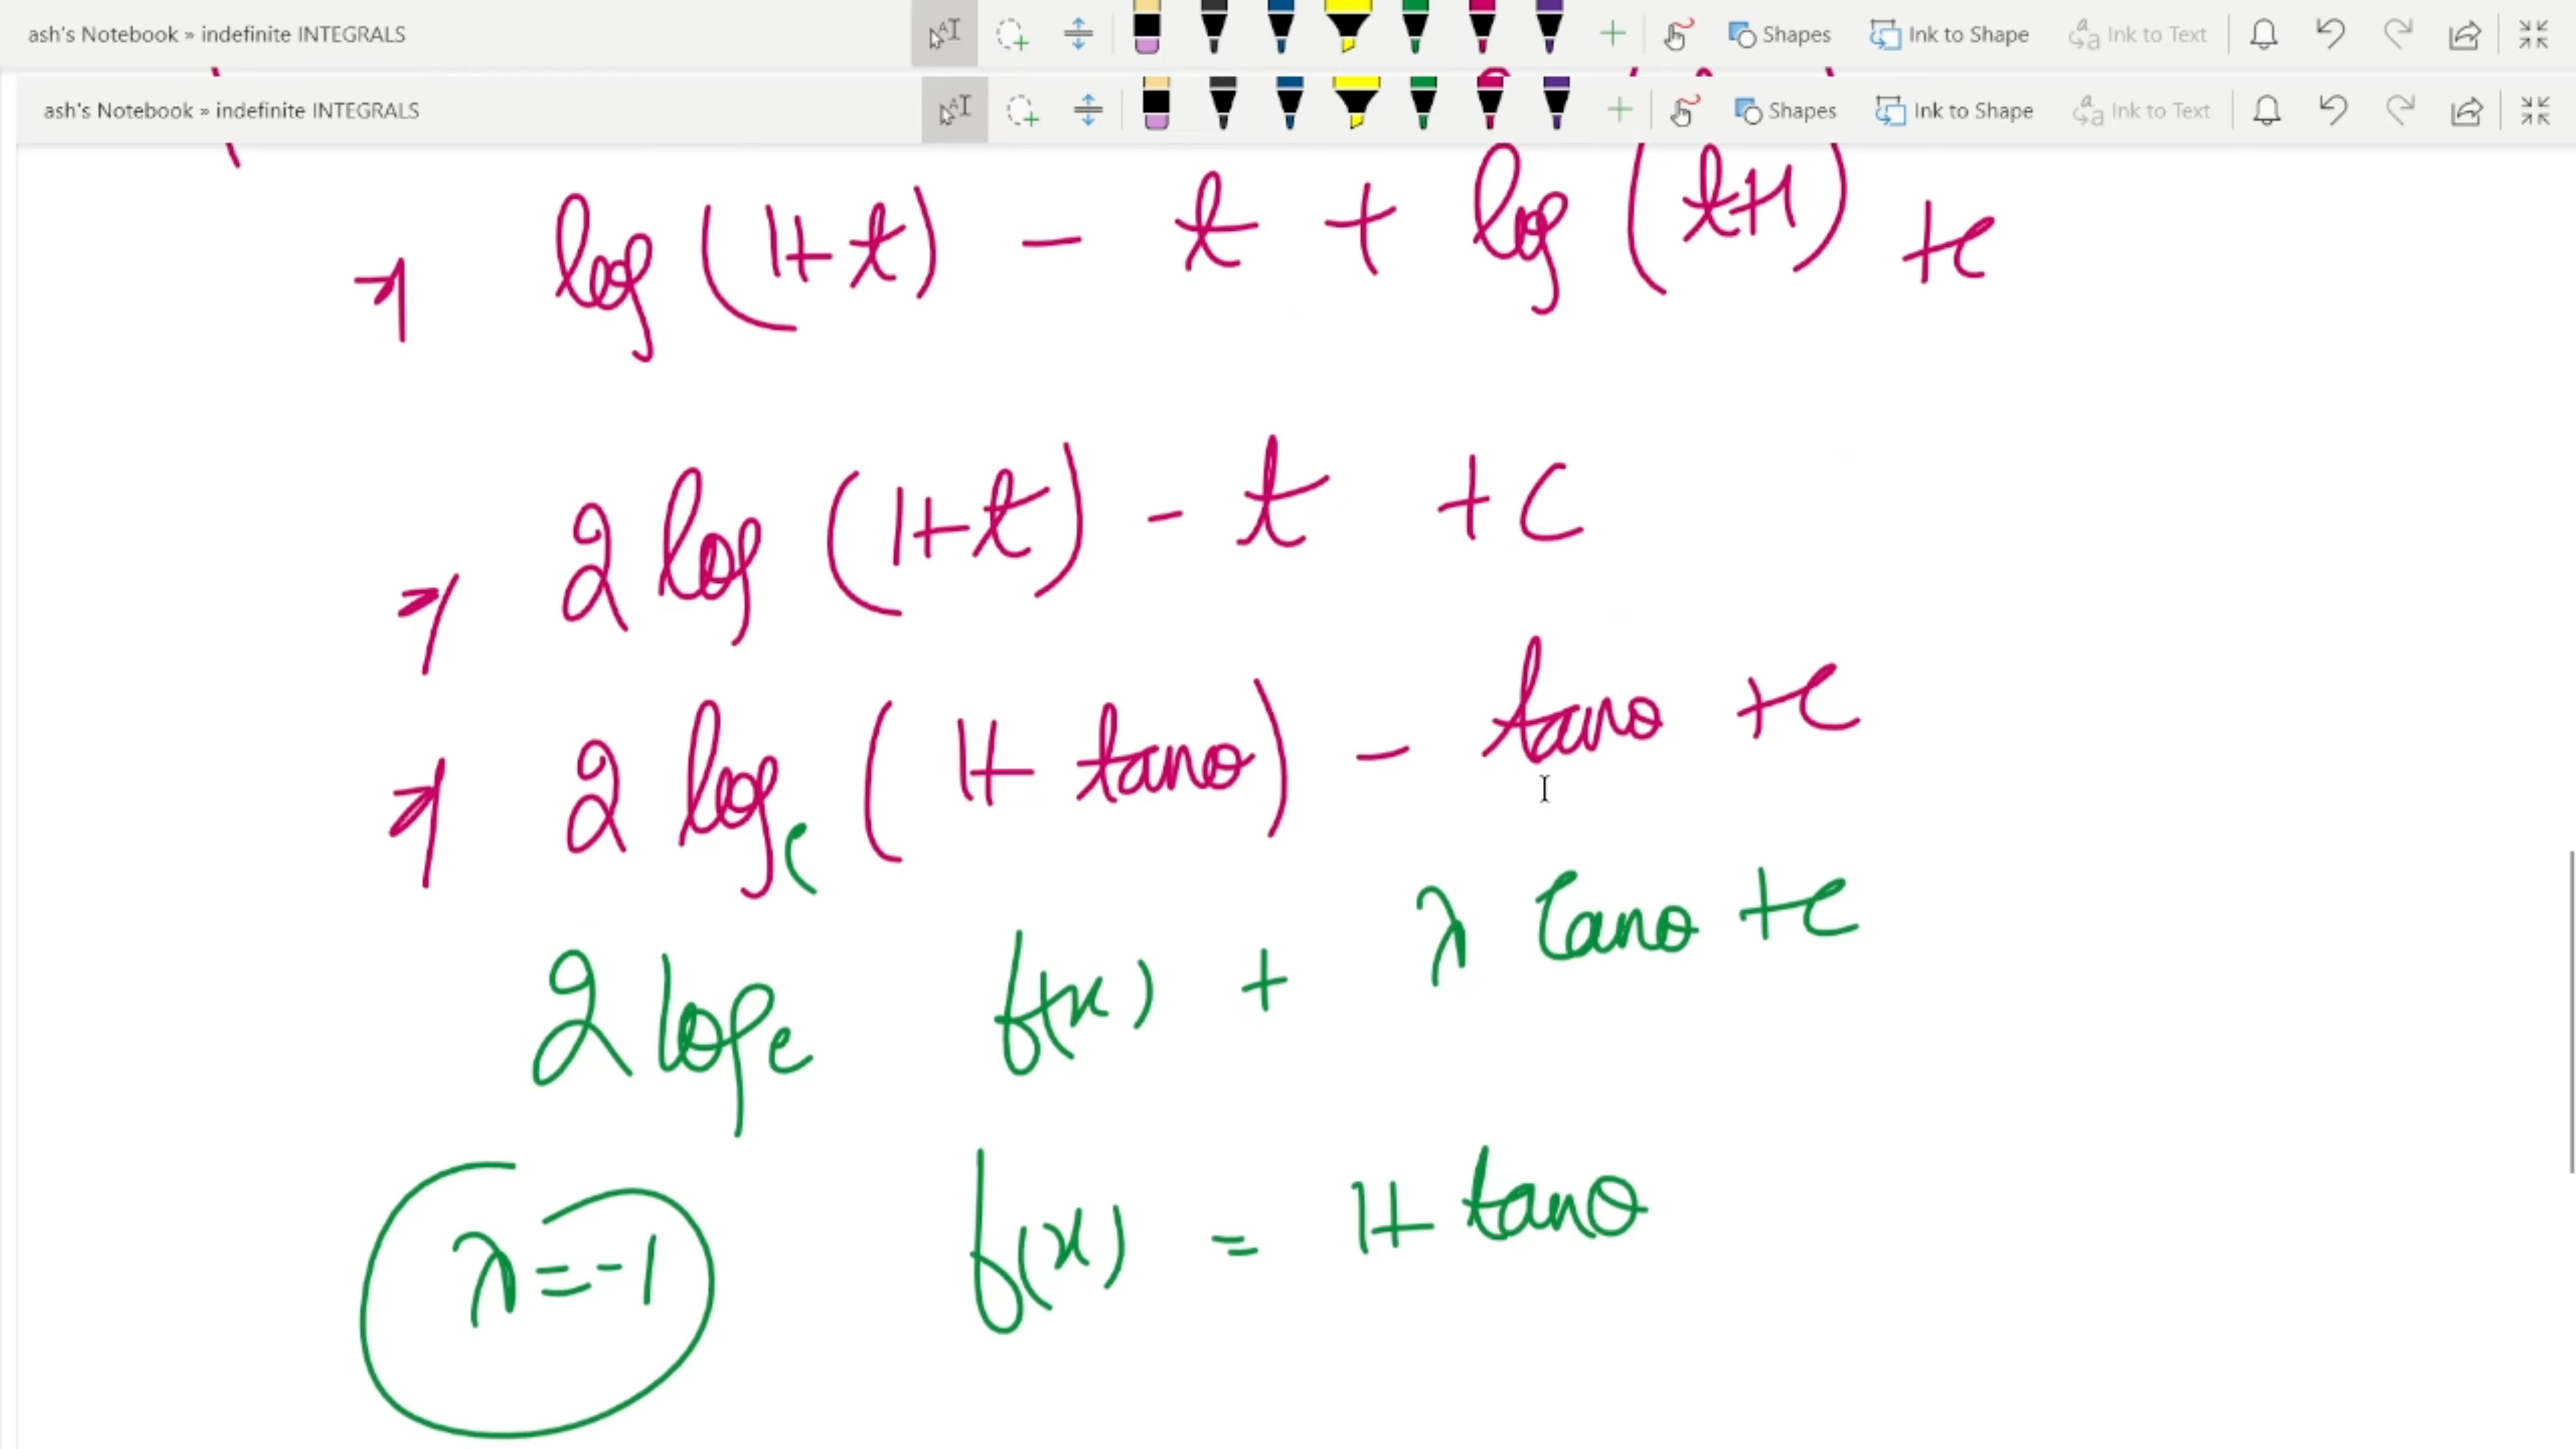 ash's Notebook » indefinite INTEGRALS Shapes Ink to Shape Ink to Text
ash's Notebook » indefinite INTEGRALS Shapes Ink to Shape Ink to Text
log (1+t) - t + log (t+1) +c
2 log (1+t) - t +c
2 log_e (1+ tanθ) - tanθ +c
2 log_e f(x) + λ tanθ +c
λ=-1 f(x) = 1+ tanθ